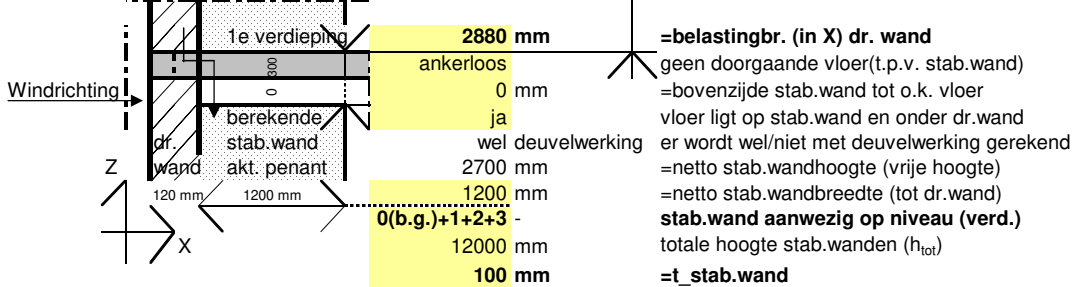 1e verdieping 2880 mm =belastingbr. (in X) dr. wand
300 ankerloos geen doorgaande vloer(t.p.v. stab.wand)
Windrichting 0 0 mm =bovenzijde stab.wand tot o.k. vloer
berekende ja vloer ligt op stab.wand en onder dr.wand
dr. stab.wand wel deuvelwerking er wordt wel/niet met deuvelwerking gerekend
Z wand akt. penant 2700 mm =netto stab.wandhoogte (vrije hoogte)
120 mm 1200 mm 1200 mm =netto stab.wandbreedte (tot dr.wand)
0(b.g.)+1+2+3 - stab.wand aanwezig op niveau (verd.)
X 12000 mm totale hoogte stab.wanden (htot)
100 mm =t_stab.wand